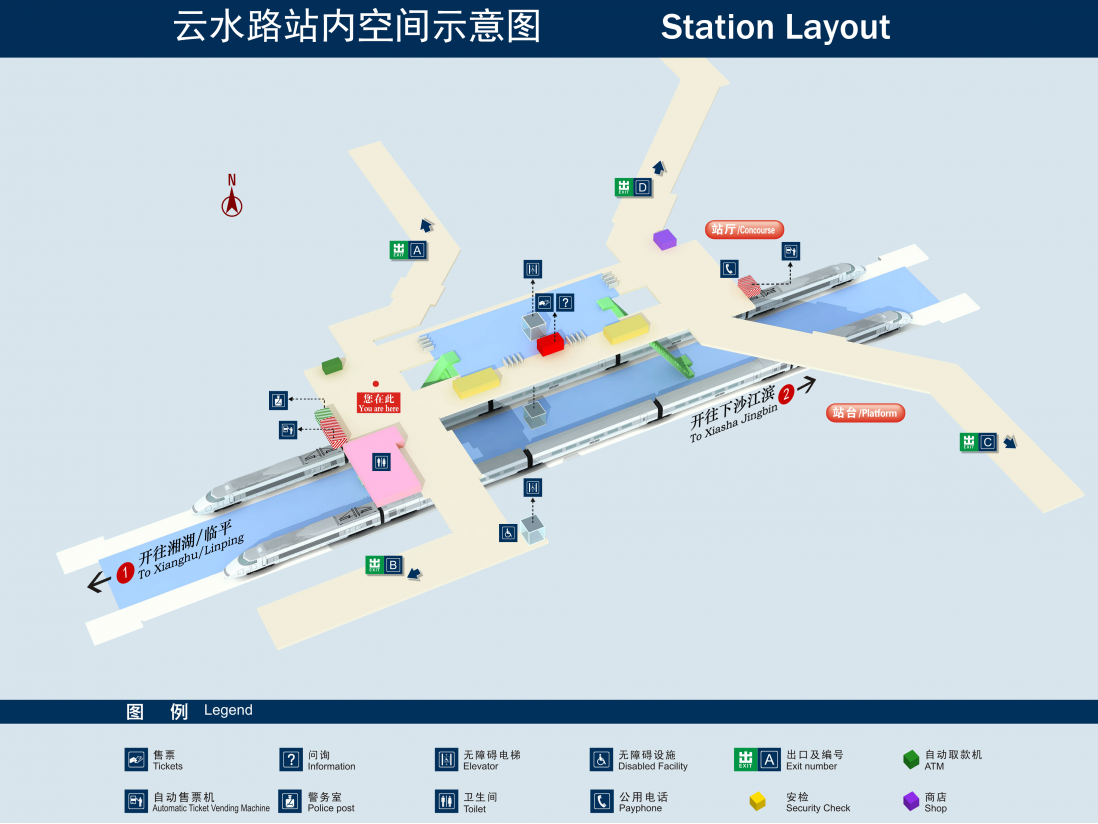 云水路站内空间示意图 Station Layout
N
EXIT D
站厅/Concourse
EXIT A
?
您在此
You are here
开往下沙江滨 2
To Xiasha Jingbin
站台/Platform
EXIT C
开往湘湖/临平
1 To Xianghu/Linping
EXIT B
图 例 Legend
售票
Tickets
? 问询
Information
无障碍电梯
Elevator
无障碍设施
Disabled Facility
EXIT A 出口及编号
Exit number
自动取款机
ATM
自动售票机
Automatic Ticket Vending Machine
警务室
Police post
卫生间
Toilet
公用电话
Payphone
安检
Security Check
商店
Shop